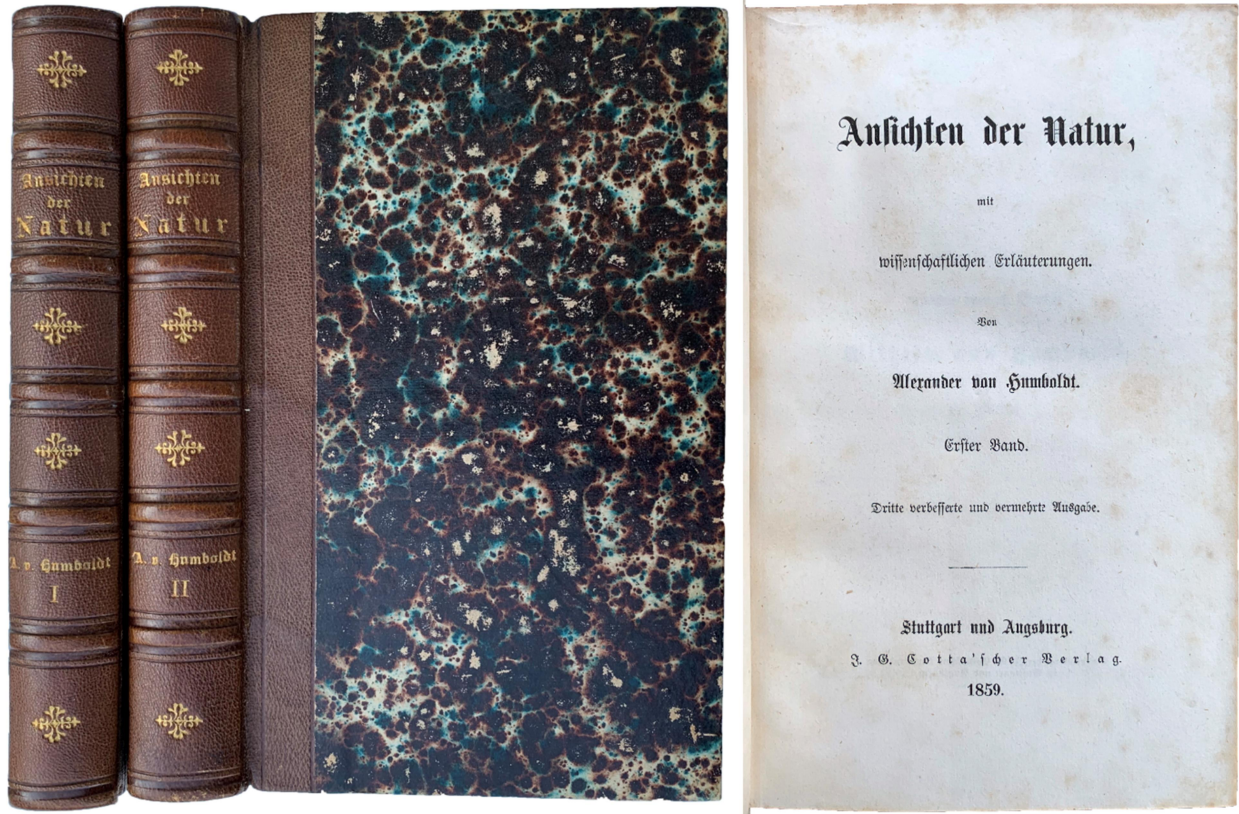 Ansichten
der
Natur
A. v. Humboldt
I
Ansichten
der
Natur
A. v. Humboldt
II
Ansichten der Natur,
mit
wissenschaftlichen Erläuterungen.
Von
Alexander von Humboldt.
Erster Band.
Dritte verbesserte und vermehrte Ausgabe.
Stuttgart und Augsburg.
J. G. Cotta'scher Verlag.
1859.